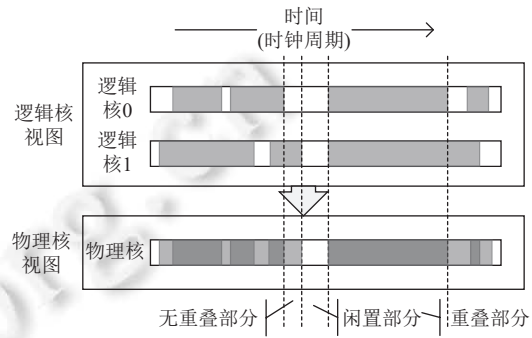 时间
(时钟周期)
逻辑核
视图
逻辑
核0
逻辑
核1
物理核
视图
物理核
无重叠部分
闲置部分
重叠部分